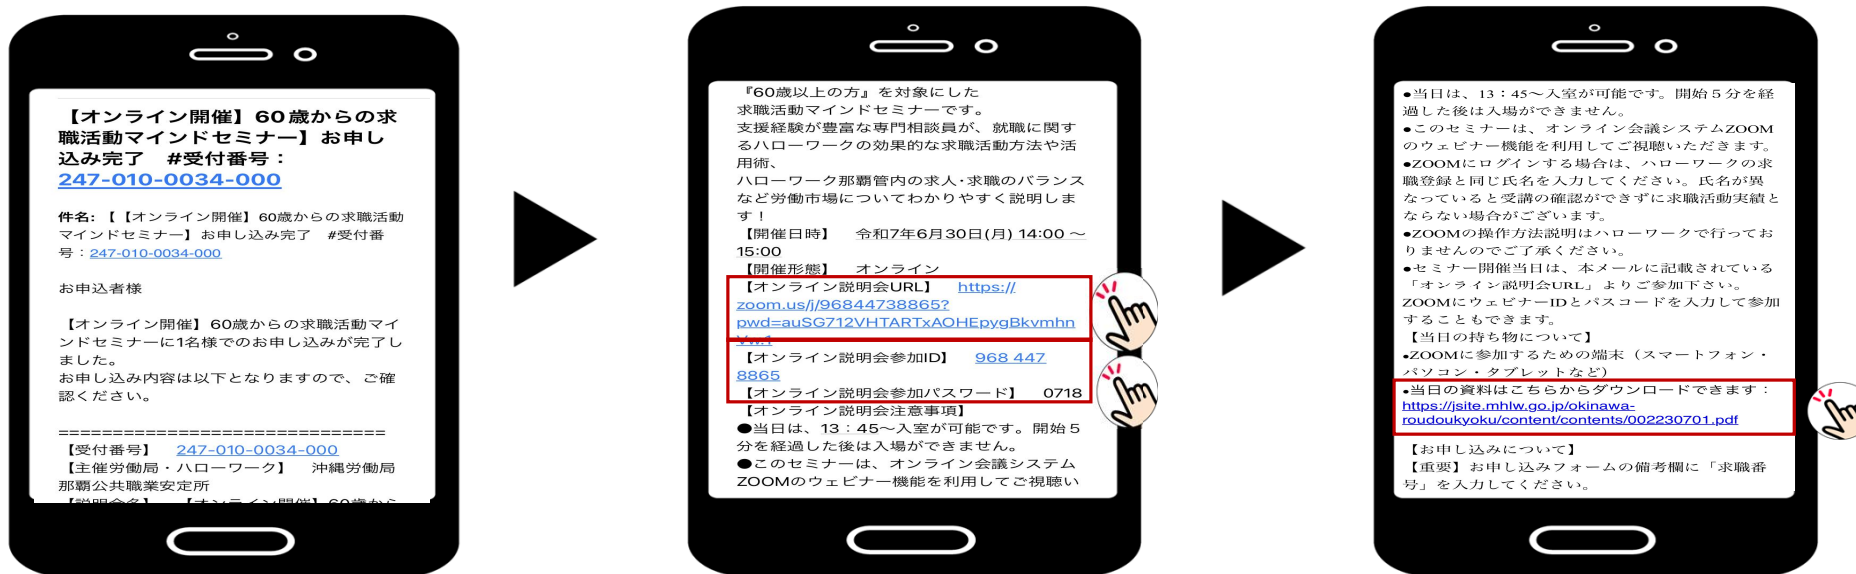 【オンライン開催】60歳からの求
職活動マインドセミナー】お申し
込み完了　#受付番号：
247-010-0034-000
件名: 【【オンライン開催】60歳からの求職活動
マインドセミナー】お申し込み完了　#受付番
号：247-010-0034-000
お申込者様
【オンライン開催】60歳からの求職活動マイ
ンドセミナーに1名様でのお申し込みが完了し
ました。
お申し込み内容は以下となりますので、ご確
認ください。
==============================
【受付番号】　247-010-0034-000
【主催労働局・ハローワーク】　沖縄労働局
那覇公共職業安定所
【説明会名】　【オンライン開催】60歳から
『60歳以上の方』を対象にした
求職活動マインドセミナーです。
支援経験が豊富な専門相談員が、就職に関す
るハローワークの効果的な求職活動方法や活
用術、
ハローワーク那覇管内の求人･求職のバランス
など労働市場についてわかりやすく説明しま
す！
【開催日時】　令和7年6月30日(月) 14:00 ～
15:00
【開催形態】　オンライン
【オンライン説明会URL】　https://
zoom.us/j/96844738865?
pwd=auSG712VHTARTxAOHEpygBkvmhn
Vw.1
【オンライン説明会参加ID】　968 447
8865
【オンライン説明会参加パスワード】　0718
【オンライン説明会注意事項】
●当日は、13：45～入室が可能です。開始５
分を経過した後は入場ができません。
●このセミナーは、オンライン会議システム
ZOOMのウェビナー機能を利用してご視聴い
●当日は、13：45～入室が可能です。開始５分を経
過した後は入場ができません。
●このセミナーは、オンライン会議システムZOOM
のウェビナー機能を利用してご視聴いただきます。
●ZOOMにログインする場合は、ハローワークの求
職登録と同じ氏名を入力してください。氏名が異
なっていると受講の確認ができずに求職活動実績と
ならない場合がございます。
●ZOOMの操作方法説明はハローワークで行ってお
りませんのでご了承ください。
●セミナー開催当日は、本メールに記載されている
「オンライン説明会URL」よりご参加下さい。
ZOOMにウェビナーIDとパスコードを入力して参加
することもできます。
【当日の持ち物について】
●ZOOMに参加するための端末（スマートフォン・
パソコン・タブレットなど）
●当日の資料はこちらからダウンロードできます：
https://jsite.mhlw.go.jp/okinawa-
roudoukyoku/content/contents/002230701.pdf
【お申し込みについて】
【重要】お申し込みフォームの備考欄に「求職番
号」を入力してください。